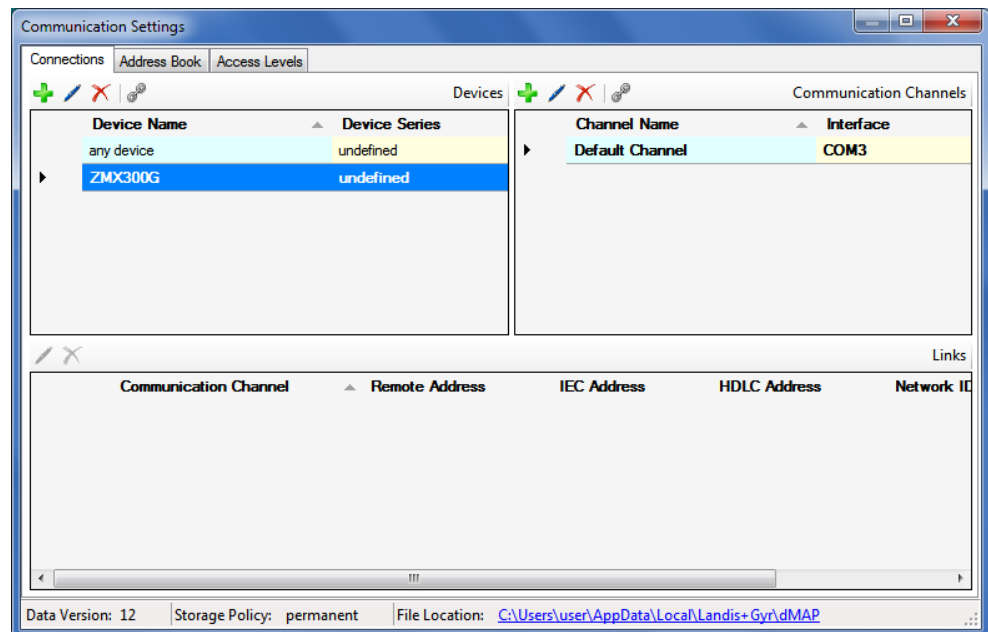 Communication Settings
Connections Address Book Access Levels
Devices Communication Channels
Device Name Device Series Channel Name Interface
any device undefined Default Channel COM3
ZMX300G undefined
Links
Communication Channel Remote Address IEC Address HDLC Address Network ID
Data Version: 12 Storage Policy: permanent File Location: C:\Users\user\AppData\Local\Landis+Gyr\dMAP